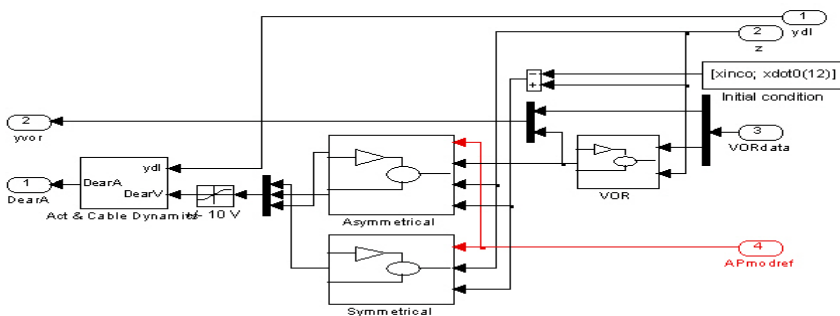 1
ydl
2
z
[xinco; xdot0(12)]
Initial condition
-
+
2
yvor
3
VORdata
ydl
DearA
DearV
1
DearA
Act & Cable Dynamics
+/- 10 V
VOR
Asymmetrical
4
APmodref
Symmetrical